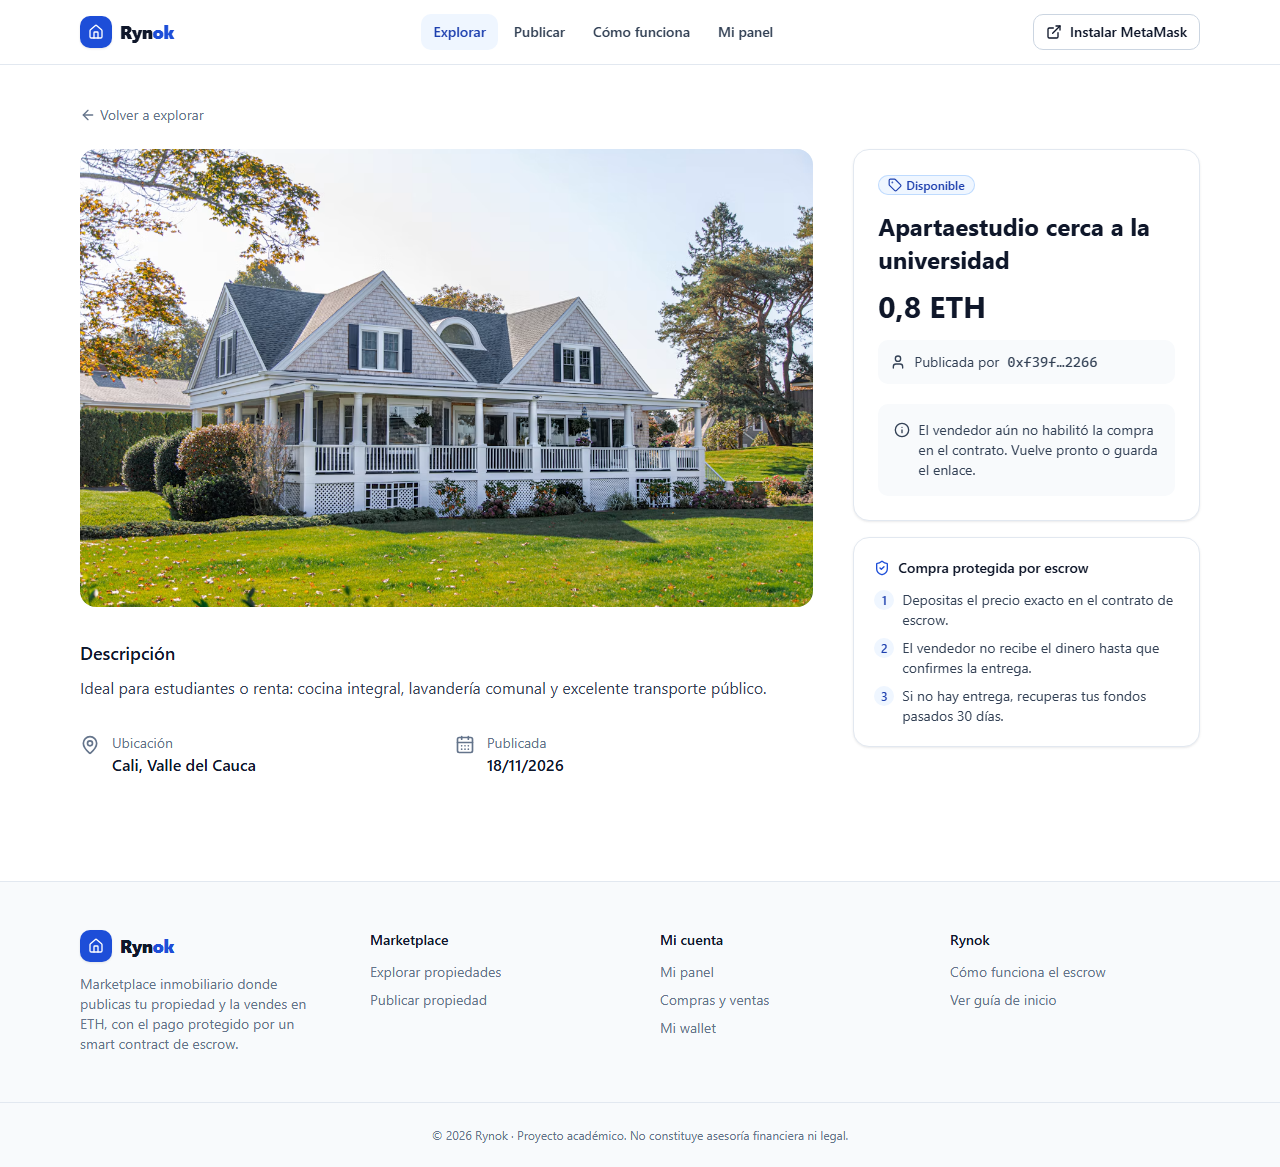 Rynok
Explorar
Publicar
Cómo funciona
Mi panel
Instalar MetaMask
Volver a explorar
Disponible
Apartaestudio cerca a la
universidad
0,8 ETH
Publicada por 0xf39f…2266
El vendedor aún no habilitó la compra
en el contrato. Vuelve pronto o guarda
el enlace.
Compra protegida por escrow
1 Depositas el precio exacto en el contrato de
escrow.
2 El vendedor no recibe el dinero hasta que
confirmes la entrega.
3 Si no hay entrega, recuperas tus fondos
pasados 30 días.
Descripción
Ideal para estudiantes o renta: cocina integral, lavandería comunal y excelente transporte público.
Ubicación
Cali, Valle del Cauca
Publicada
18/11/2026
Rynok
Marketplace inmobiliario donde
publicas tu propiedad y la vendes en
ETH, con el pago protegido por un
smart contract de escrow.
Marketplace
Explorar propiedades
Publicar propiedad
Mi cuenta
Mi panel
Compras y ventas
Mi wallet
Rynok
Cómo funciona el escrow
Ver guía de inicio
© 2026 Rynok · Proyecto académico. No constituye asesoría financiera ni legal.